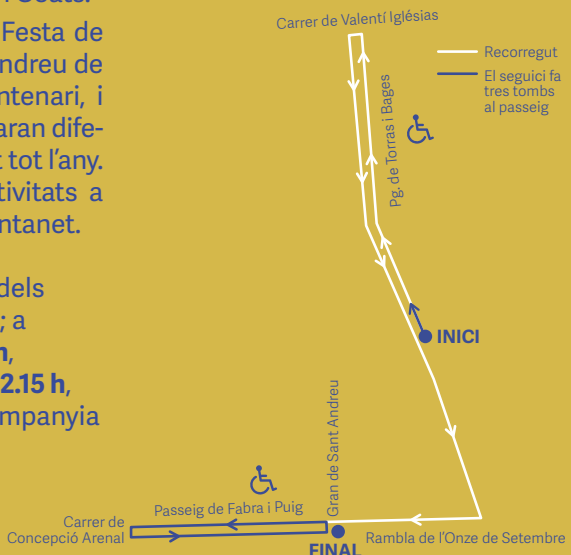 Festa de
ndreu de
ntenari, i
aran dife-
t tot l'any.
tivitats a
ntanet.
dels
; a
h,
2.15 h,
mpanyia
Carrer de Valentí Iglésias
Recorregut
El seguici fa
tres tombs
al passeig
Pg. de Torras i Bages
INICI
Gran de Sant Andreu
Passeig de Fabra i Puig
Carrer de
Concepció Arenal
Rambla de l'Onze de Setembre
FINAL